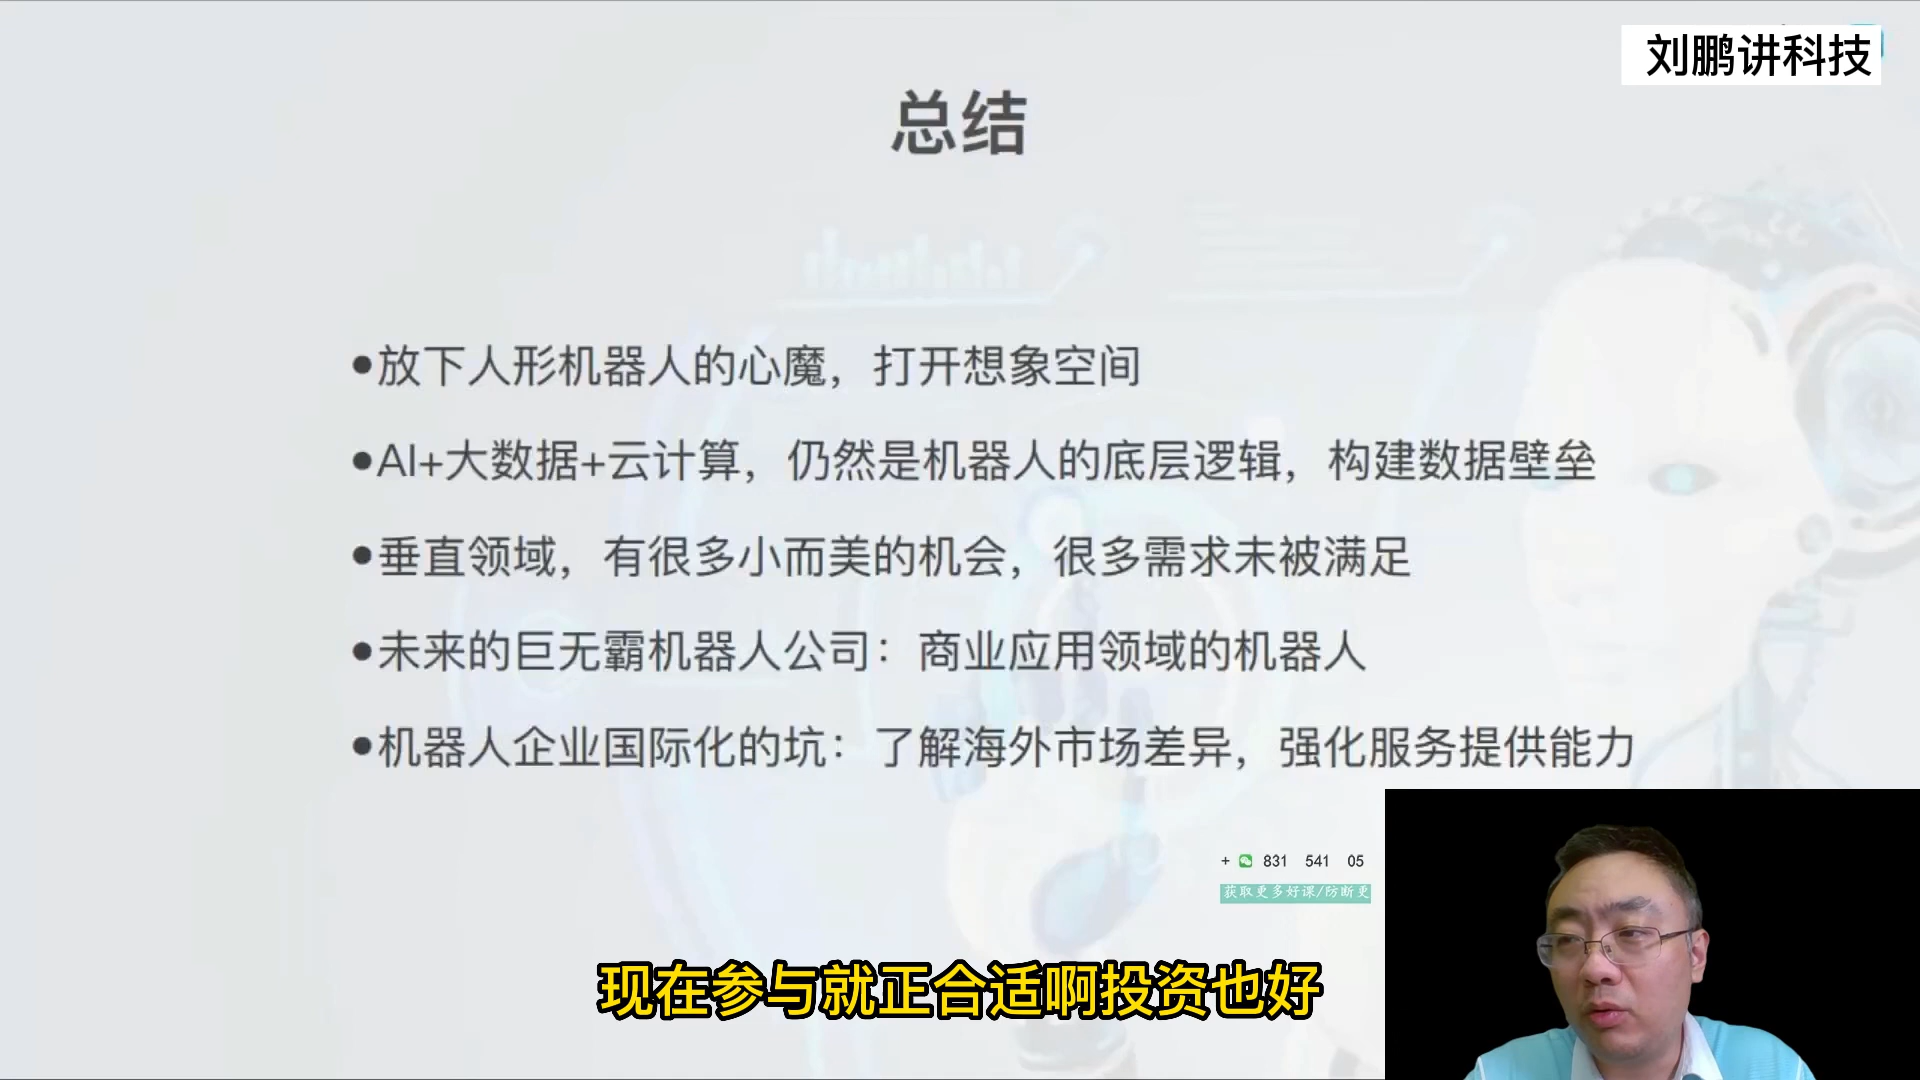 刘鹏讲科技
总结
●放下人形机器人的心魔，打开想象空间
●AI+大数据+云计算，仍然是机器人的底层逻辑，构建数据壁垒
●垂直领域，有很多小而美的机会，很多需求未被满足
●未来的巨无霸机器人公司：商业应用领域的机器人
●机器人企业国际化的坑：了解海外市场差异，强化服务提供能力
+ 831 541 05
获取更多好课/防断更
现在参与就正合适啊投资也好